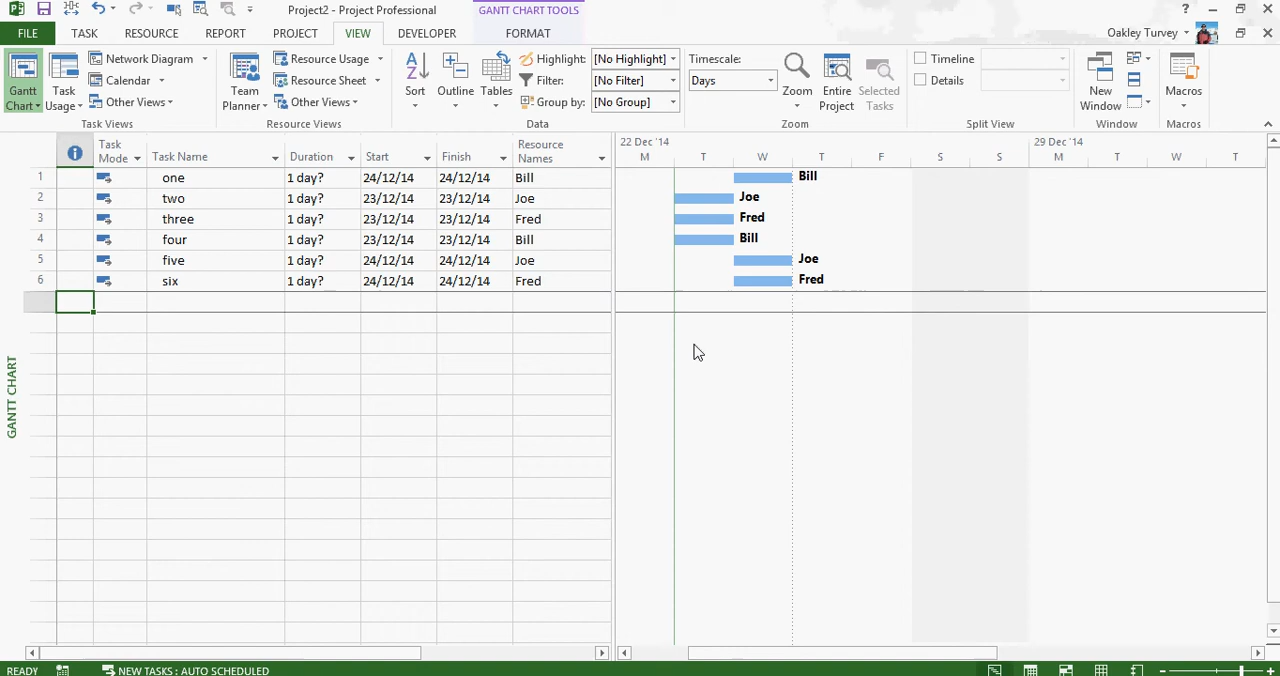 Project2 - Project Professional
GANTT CHART TOOLS
?
FILE TASK RESOURCE REPORT PROJECT VIEW DEVELOPER FORMAT Oakley Turvey
Gantt Chart
Task Usage
Network Diagram
Calendar
Other Views
Task Views
Team Planner
Resource Usage
Resource Sheet
Other Views
Resource Views
Sort
Outline
Tables
Highlight: [No Highlight]
Filter: [No Filter]
Group by: [No Group]
Data
Timescale:
Days
Zoom
Entire Project
Selected Tasks
Zoom
Timeline
Details
Split View
New Window
Window
Macros
Macros
Task Mode Task Name Duration Start Finish Resource Names
22 Dec '14 29 Dec '14
M T W T F S S M T W T
1 one 1 day? 24/12/14 24/12/14 Bill Bill
2 two 1 day? 23/12/14 23/12/14 Joe Joe
3 three 1 day? 23/12/14 23/12/14 Fred Fred
4 four 1 day? 23/12/14 23/12/14 Bill Bill
5 five 1 day? 24/12/14 24/12/14 Joe Joe
6 six 1 day? 24/12/14 24/12/14 Fred Fred
GANTT CHART
READY NEW TASKS : AUTO SCHEDULED